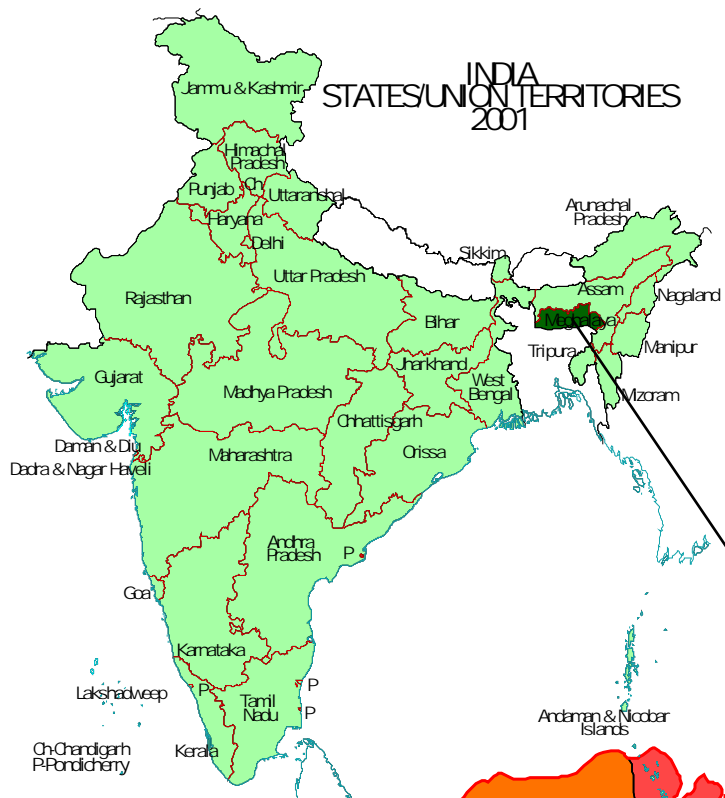 INDIA
STATES/UNION TERRITORIES
2001
Jammu & Kashmir
Himachal
Pradesh
Punjab
Ch
Uttaranshal
Haryana
Delhi
Arunachal
Pradesh
Sikkim
Uttar Pradesh
Assam
Nagaland
Rajasthan
Bihar
Meghalaya
Tripura
Manipur
Gujarat
Jharkhand
Madhya Pradesh
West
Bengal
Mizoram
Chhattisgarh
Daman & Diu
Dadra & Nagar Haveli
Maharashtra
Orissa
Andhra
Pradesh
P
Goa
Karnataka
Lakshadweep
P
Tamil
Nadu
P
P
Andaman & Nicobar
Islands
Kerala
Ch-Chandigarh
P-Pondicherry